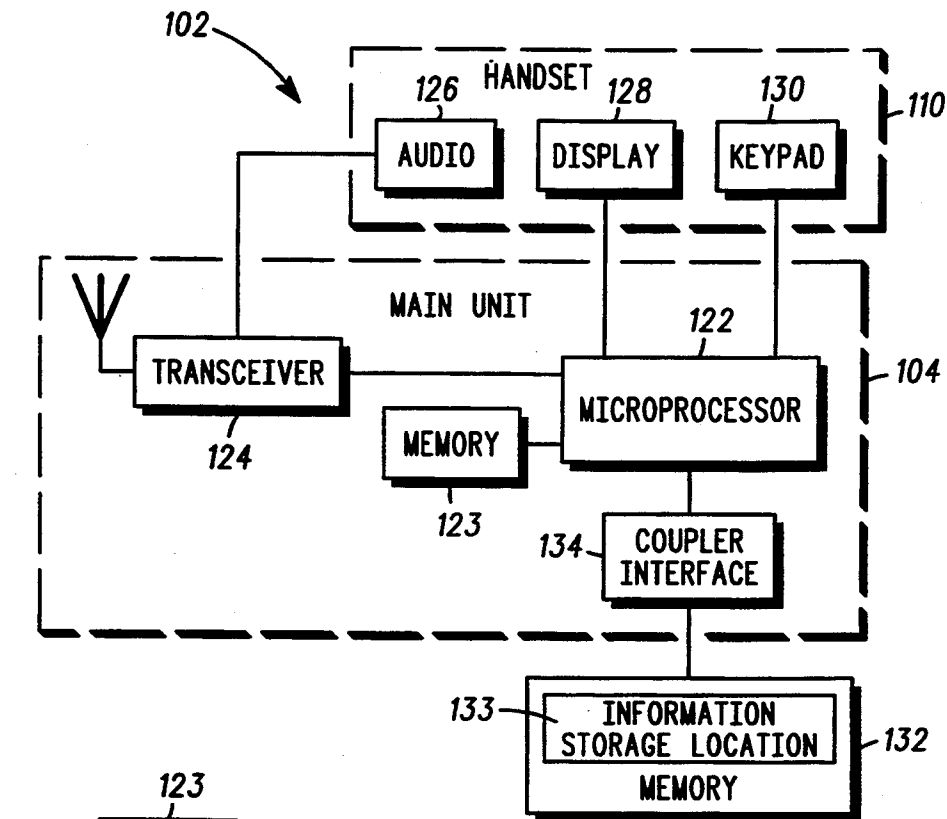 102
HANDSET
126
128
130
110
AUDIO
DISPLAY
KEYPAD
MAIN UNIT
122
TRANSCEIVER
104
MICROPROCESSOR
124
MEMORY
123
134
COUPLER
INTERFACE
133
INFORMATION
STORAGE LOCATION
132
MEMORY
123